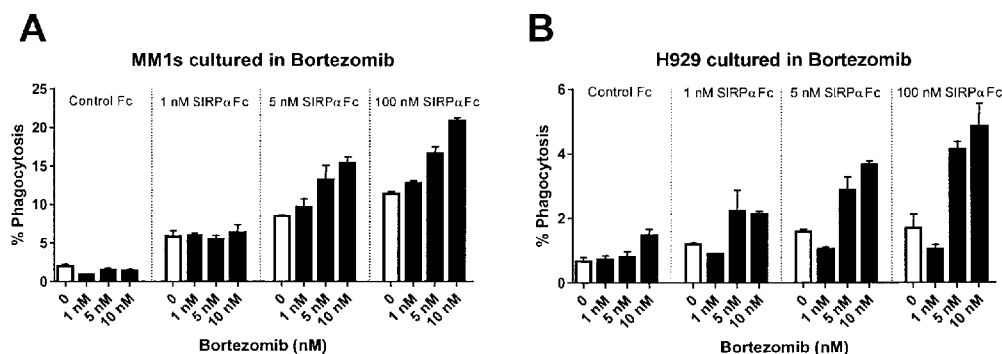 A
MM1s cultured in Bortezomib
Control Fc
1 nM SIRPαFc
5 nM SIRPαFc
100 nM SIRPαFc
% Phagocytosis
25
20
15
10
5
0
0
1 nM
5 nM
10 nM
0
1 nM
5 nM
10 nM
0
1 nM
5 nM
10 nM
0
1 nM
5 nM
10 nM
Bortezomib (nM)
B
H929 cultured in Bortezomib
Control Fc
1 nM SIRPαFc
5 nM SIRPαFc
100 nM SIRPαFc
% Phagocytosis
6
4
2
0
0
1 nM
5 nM
10 nM
0
1 nM
5 nM
10 nM
0
1 nM
5 nM
10 nM
0
1 nM
5 nM
10 nM
Bortezomib (nM)